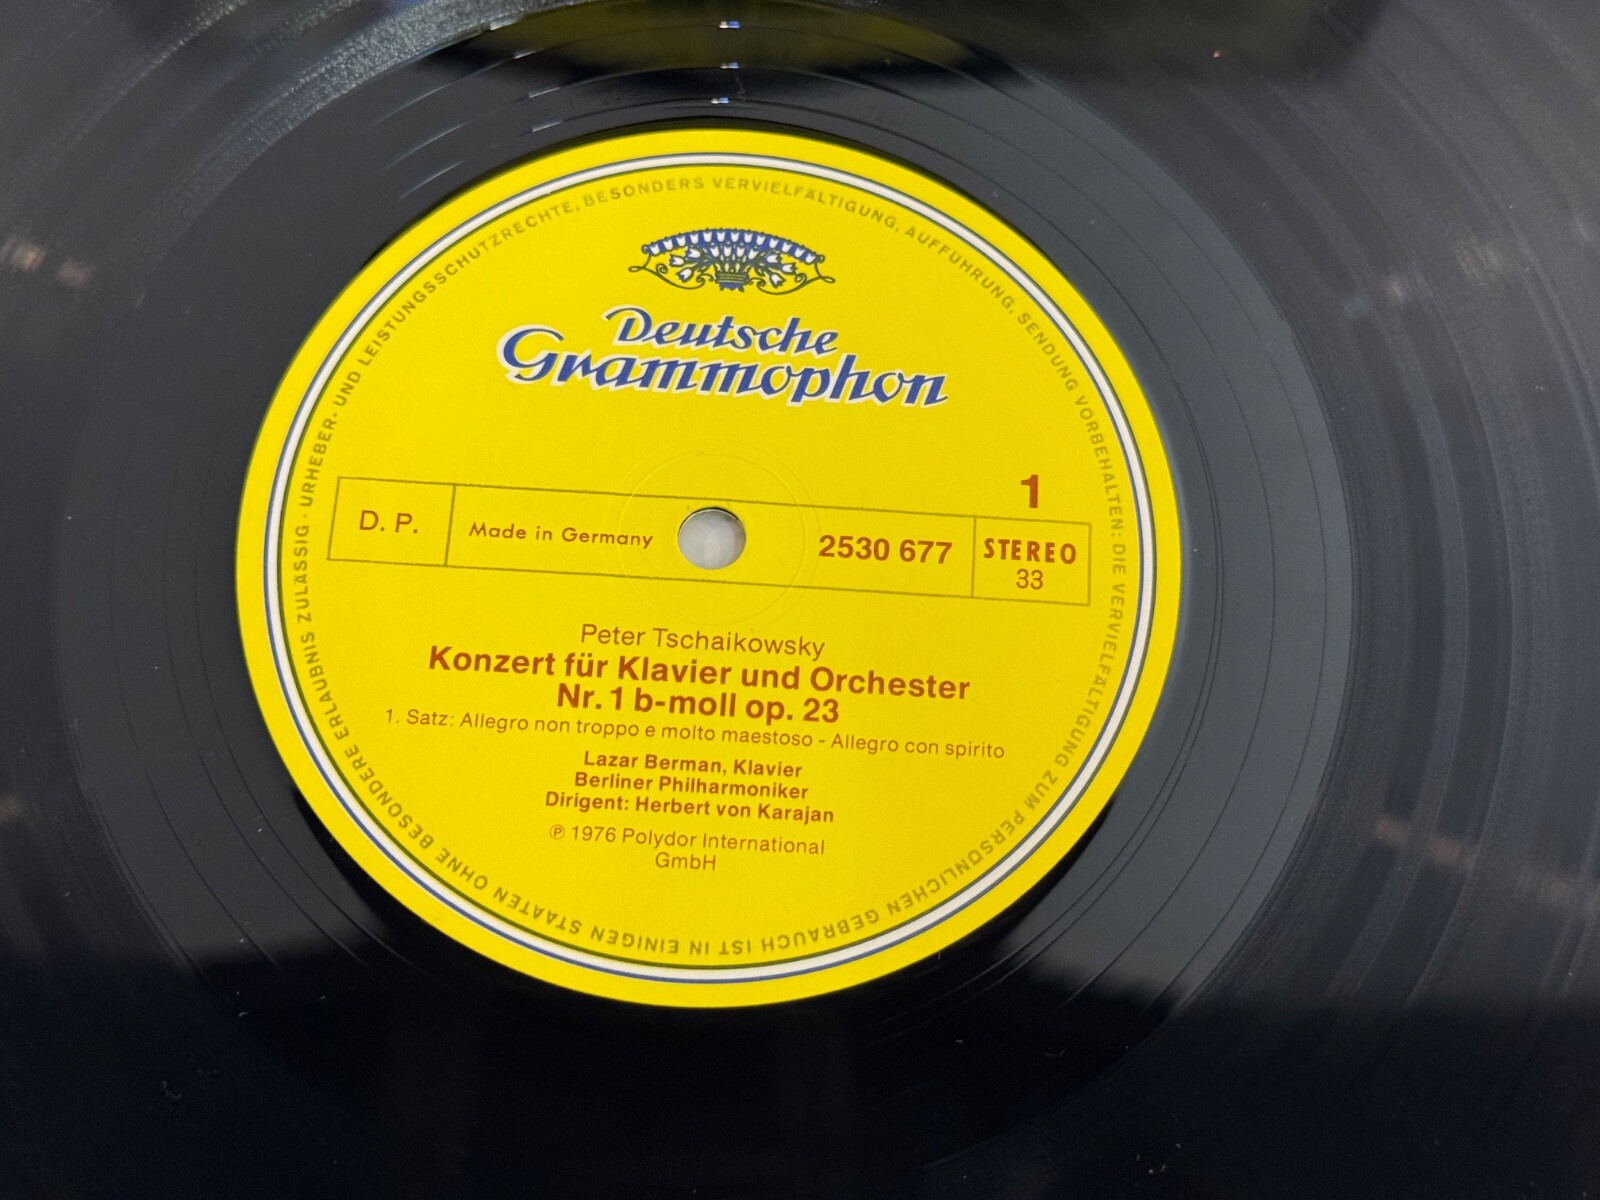 Deutsche
Grammophon
1
D. P.
Made in Germany
2530 677
STEREO
33
Peter Tschaikowsky
Konzert für Klavier und Orchester
Nr. 1 b-moll op. 23
1. Satz: Allegro non troppo e molto maestoso - Allegro con spirito
Lazar Berman, Klavier
Berliner Philharmoniker
Dirigent: Herbert von Karajan
℗ 1976 Polydor International
GmbH
URHEBER- UND LEISTUNGSSCHUTZRECHTE, BESONDERS VERVIELFÄLTIGUNG, AUFFÜHRUNG, SENDUNG VORBEHALTEN: DIE VERVIELFÄLTIGUNG ZUM PERSÖNLICHEN GEBRAUCH IST IN EINIGEN STAATEN OHNE BESONDERE ERLAUBNIS ZULÄSSIG ·